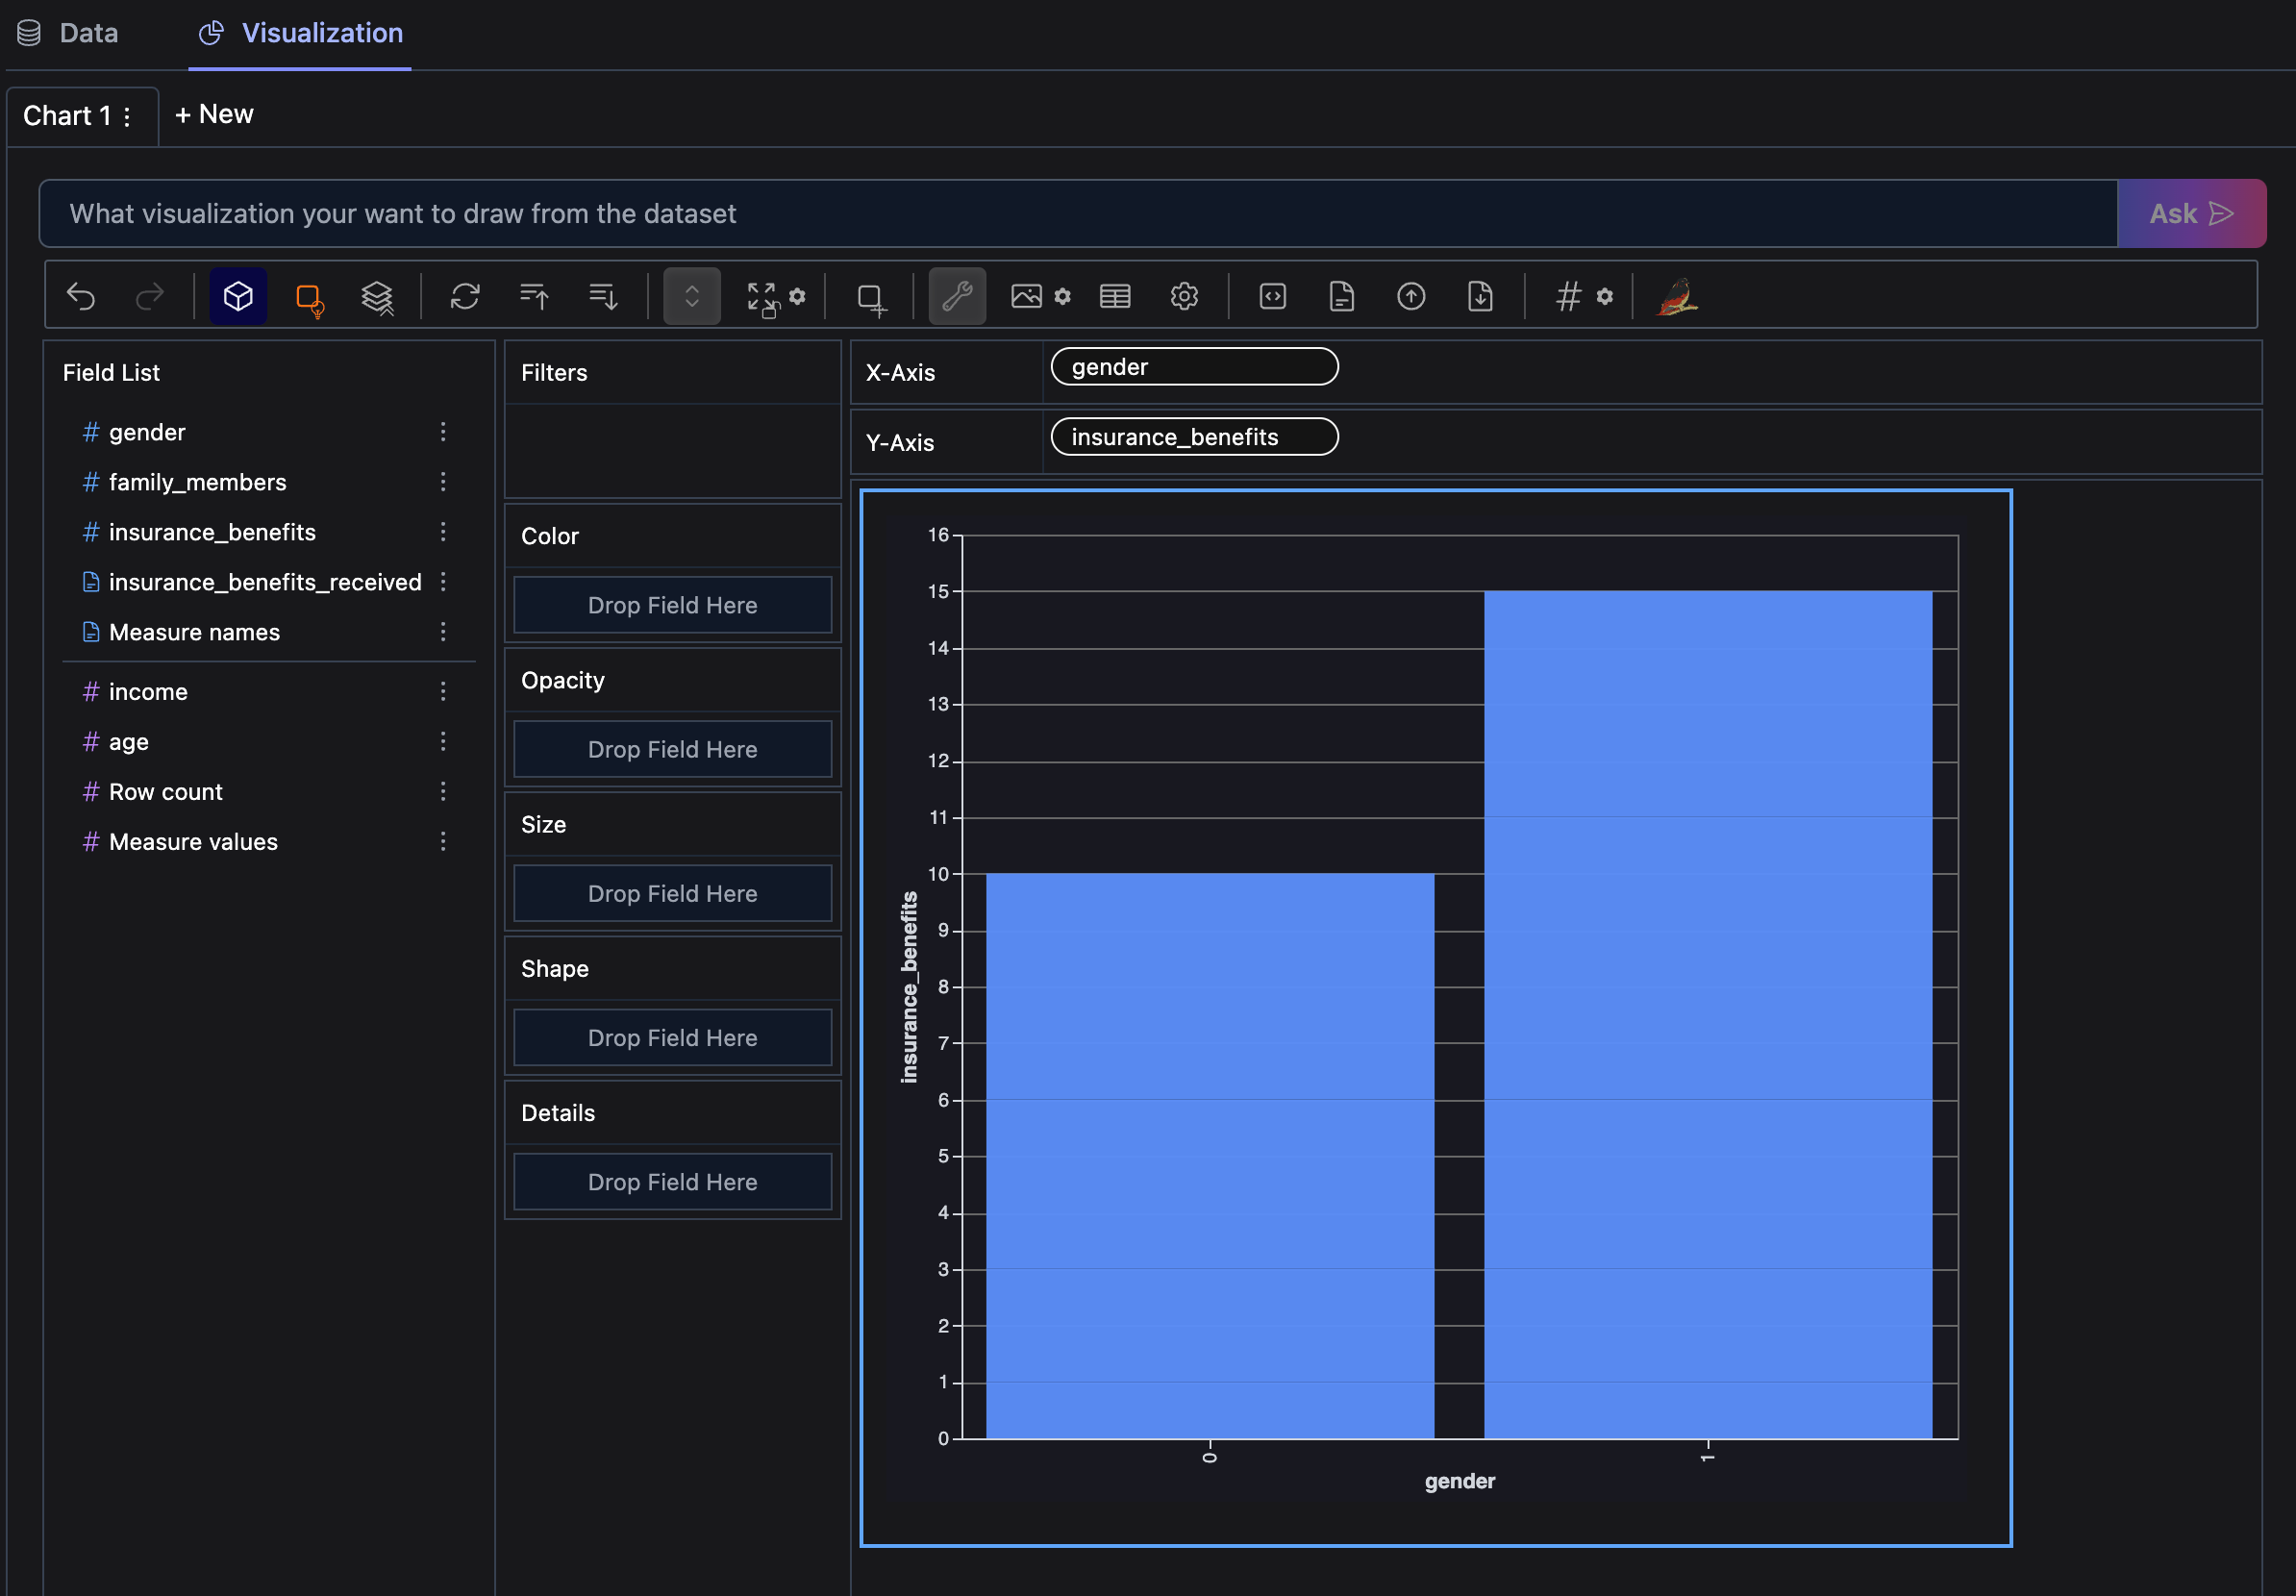 Data
Visualization
Chart 1
+ New
What visualization your want to draw from the dataset
Ask
Field List
# gender
# family_members
# insurance_benefits
insurance_benefits_received
Measure names
# income
# age
# Row count
# Measure values
Filters
Color
Drop Field Here
Opacity
Drop Field Here
Size
Drop Field Here
Shape
Drop Field Here
Details
Drop Field Here
X-Axis
gender
Y-Axis
insurance_benefits
16
15
14
13
12
11
10
9
8
7
6
5
4
3
2
1
0
insurance_benefits
0
1
gender